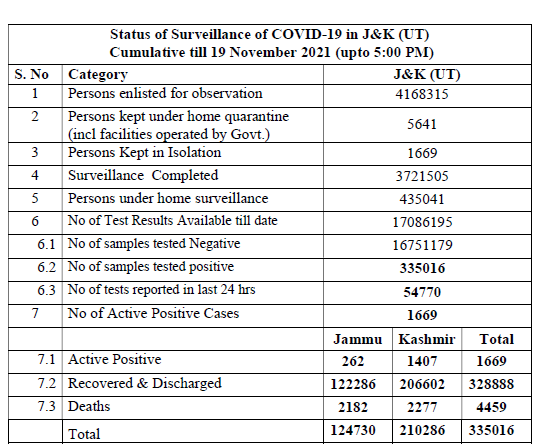 Status of Surveillance of COVID-19 in J&K (UT)
Cumulative till 19 November 2021 (upto 5:00 PM)
S. No Category J&K (UT)
1 Persons enlisted for observation 4168315
2 Persons kept under home quarantine
(incl facilities operated by Govt.) 5641
3 Persons Kept in Isolation 1669
4 Surveillance Completed 3721505
5 Persons under home surveillance 435041
6 No of Test Results Available till date 17086195
6.1 No of samples tested Negative 16751179
6.2 No of samples tested positive 335016
6.3 No of tests reported in last 24 hrs 54770
7 No of Active Positive Cases 1669
Jammu Kashmir Total
7.1 Active Positive 262 1407 1669
7.2 Recovered & Discharged 122286 206602 328888
7.3 Deaths 2182 2277 4459
Total 124730 210286 335016